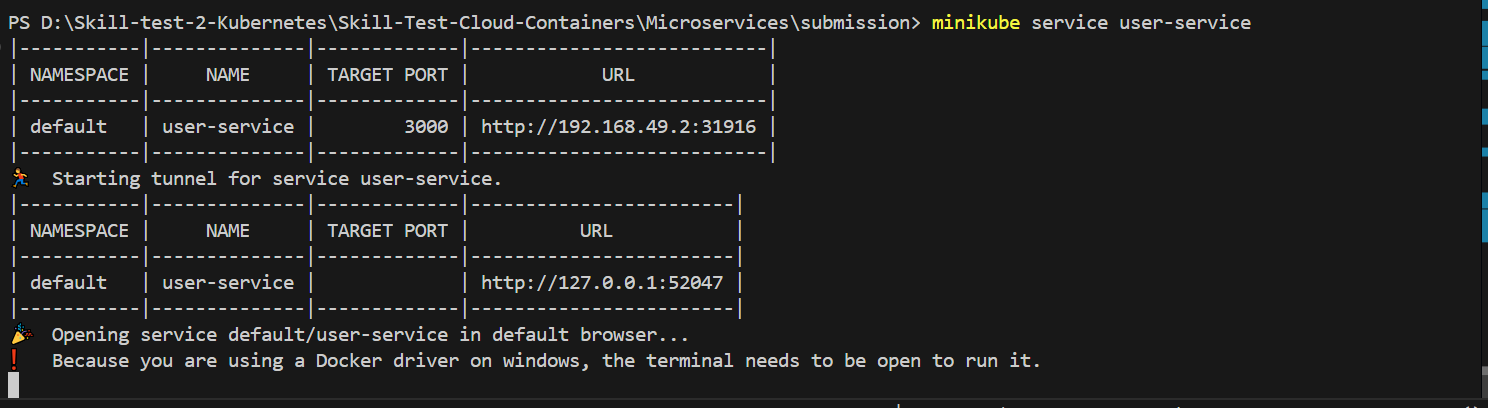 PS D:\Skill-test-2-Kubernetes\Skill-Test-Cloud-Containers\Microservices\submission> minikube service user-service
|-----------|--------------|-------------|---------------------------|
| NAMESPACE |     NAME     | TARGET PORT |            URL            |
|-----------|--------------|-------------|---------------------------|
| default   | user-service |        3000 | http://192.168.49.2:31916 |
|-----------|--------------|-------------|---------------------------|
🏃  Starting tunnel for service user-service.
|-----------|--------------|-------------|------------------------|
| NAMESPACE |     NAME     | TARGET PORT |          URL           |
|-----------|--------------|-------------|------------------------|
| default   | user-service |             | http://127.0.0.1:52047 |
|-----------|--------------|-------------|------------------------|
🎉  Opening service default/user-service in default browser...
❗  Because you are using a Docker driver on windows, the terminal needs to be open to run it.